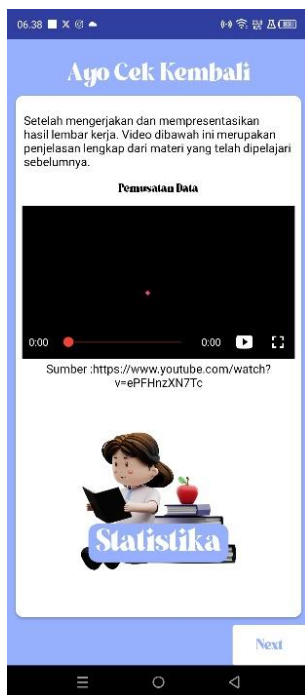 06.38
Ayo Cek Kembali
Setelah mengerjakan dan mempresentasikan
hasil lembar kerja. Video dibawah ini merupakan
penjelasan lengkap dari materi yang telah dipelajari
sebelumnya.
Pemusatan Data
0:00 0:00
Sumber :https://www.youtube.com/watch?
v=ePFHnzXN7Tc
Statistika
Next